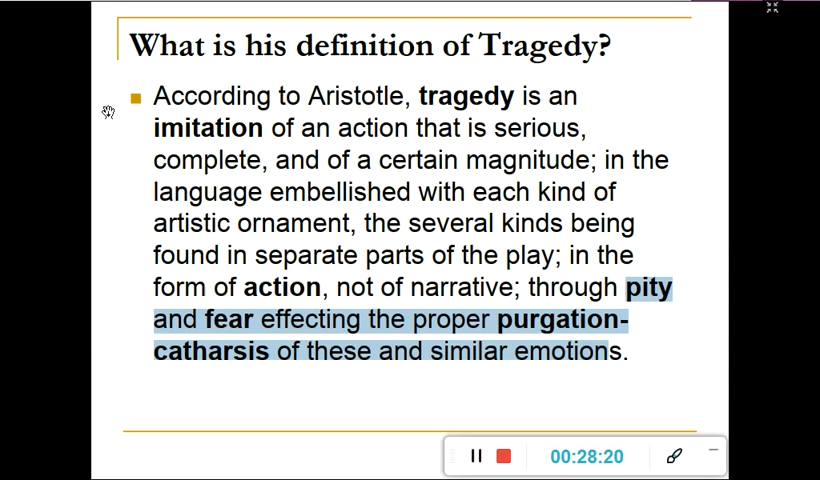 What is his definition of Tragedy?
According to Aristotle, tragedy is an
imitation of an action that is serious,
complete, and of a certain magnitude; in the
language embellished with each kind of
artistic ornament, the several kinds being
found in separate parts of the play; in the
form of action, not of narrative; through pity
and fear effecting the proper purgation-
catharsis of these and similar emotions.
00:28:20